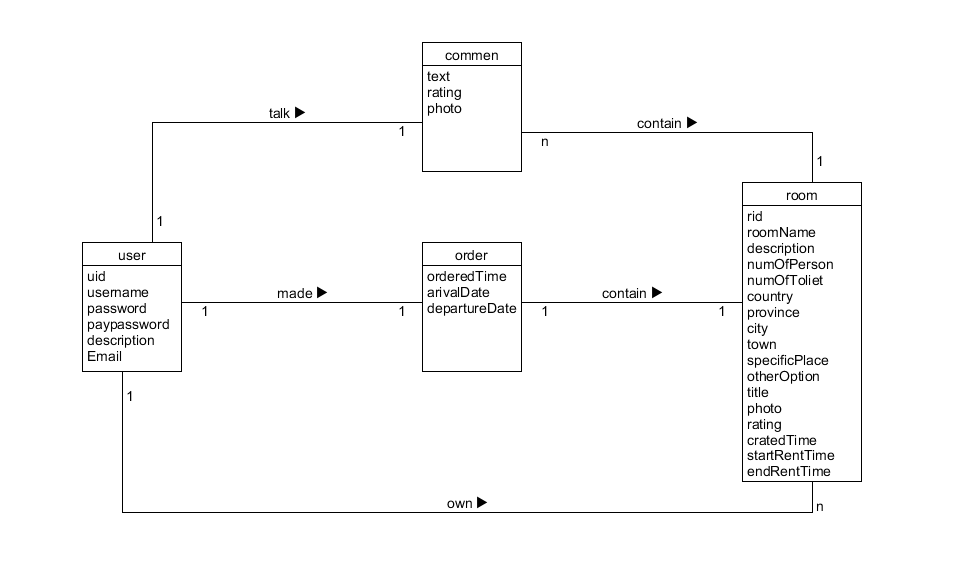 commen
text
rating
photo
talk ▶
1
1
contain ▶
n
1
user
uid
username
password
paypassword
description
Email
made ▶
1
1
order
orderedTime
arivalDate
departureDate
contain ▶
1
1
room
rid
roomName
description
numOfPerson
numOfToliet
country
province
city
town
specificPlace
otherOption
title
photo
rating
cratedTime
startRentTime
endRentTime
1
own ▶
n